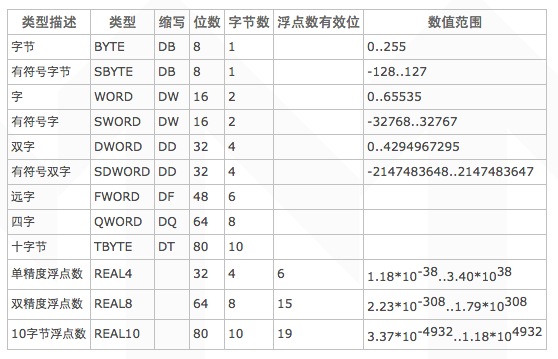 类型描述 类型 缩写 位数 字节数 浮点数有效位 数值范围
字节 BYTE DB 8 1 0..255
有符号字节 SBYTE DB 8 1 -128..127
字 WORD DW 16 2 0..65535
有符号字 SWORD DW 16 2 -32768..32767
双字 DWORD DD 32 4 0..4294967295
有符号双字 SDWORD DD 32 4 -2147483648..2147483647
远字 FWORD DF 48 6
四字 QWORD DQ 64 8
十字节 TBYTE DT 80 10
单精度浮点数 REAL4 32 4 6 1.18*10^-38..3.40*10^38
双精度浮点数 REAL8 64 8 15 2.23*10^-308..1.79*10^308
10字节浮点数 REAL10 80 10 19 3.37*10^-4932..1.18*10^4932